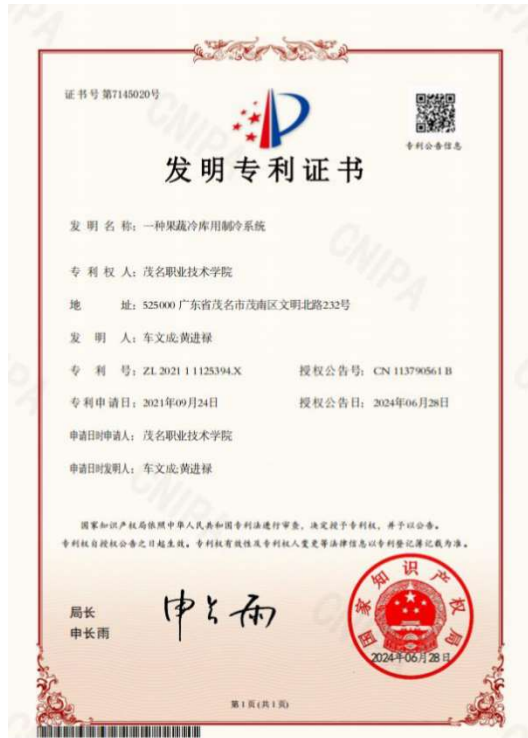 证书号第7145020号
专利公告信息
发明专利证书
发明名称：一种果蔬冷库用制冷系统
专利权人：茂名职业技术学院
地址：525000 广东省茂名市茂南区文明北路232号
发明人：车文成;黄进禄
专利号：ZL 2021 1 1125394.X 授权公告号：CN 113790561 B
专利申请日：2021年09月24日 授权公告日：2024年06月28日
申请日时申请人：茂名职业技术学院
申请日时发明人：车文成;黄进禄
国家知识产权局依照中华人民共和国专利法进行审查，决定授予专利权，并予以公告。
专利权自授权公告之日起生效。专利权有效性及专利权人变更等法律信息以专利登记簿记载为准。
局长
申长雨
申长雨
国家知识产权局
2024年06月28日
第1页(共1页)
CNIPA
CNIPA
CNIPA
CNIPA